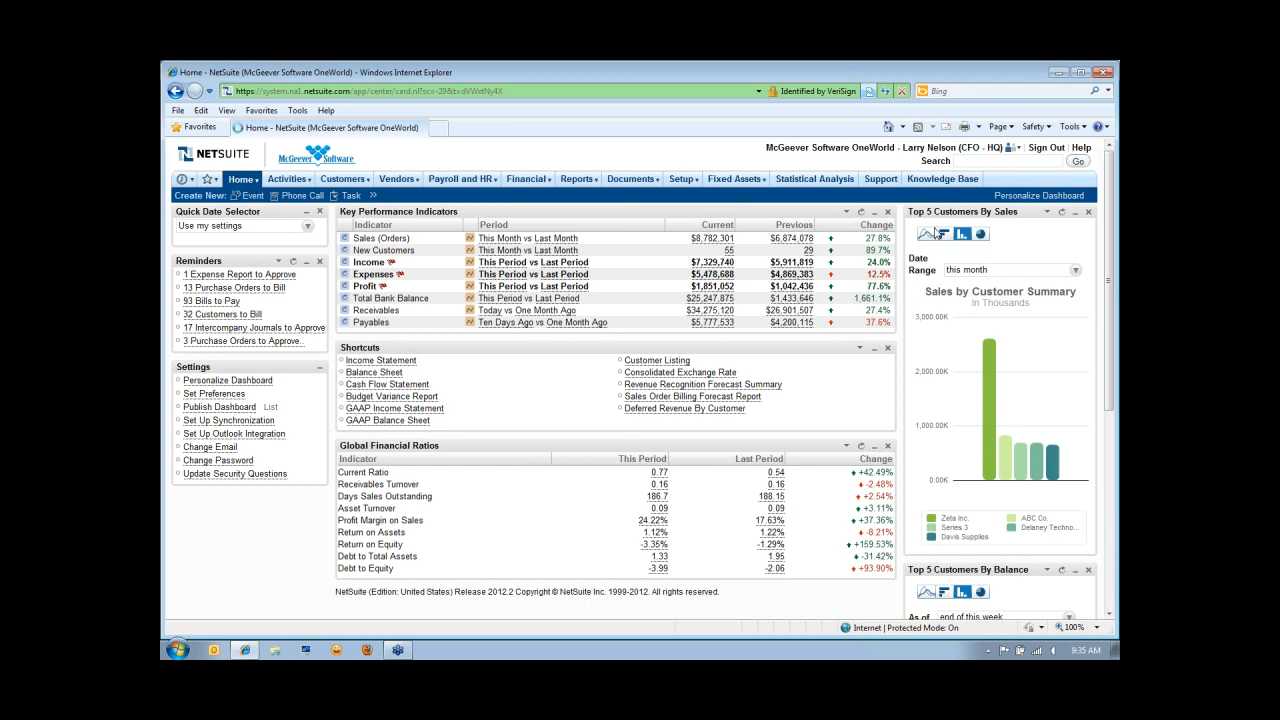 Home - NetSuite (McGeever Software OneWorld) - Windows Internet Explorer
https://system.na1.netsuite.com/app/center/card.nl?sc=-29&t=dVWxtNy4X
Identified by VeriSign
Bing
File Edit View Favorites Tools Help
Favorites
Home - NetSuite (McGeever Software OneWorld)
Page Safety Tools
NETSUITE
McGeever Software
McGeever Software OneWorld - Larry Nelson (CFO - HQ) Sign Out Help
Search Go
Home Activities Customers Vendors Payroll and HR Financial Reports Documents Setup Fixed Assets Statistical Analysis Support Knowledge Base
Create New: Event Phone Call Task »
Personalize Dashboard
Quick Date Selector
Use my settings
Reminders
1 Expense Report to Approve
13 Purchase Orders to Bill
93 Bills to Pay
32 Customers to Bill
17 Intercompany Journals to Approve
3 Purchase Orders to Approve..
Settings
Personalize Dashboard
Set Preferences
Publish Dashboard List
Set Up Synchronization
Set Up Outlook Integration
Change Email
Change Password
Update Security Questions
Key Performance Indicators
Indicator Period Current Previous Change
Sales (Orders) This Month vs Last Month $8,782,301 $6,874,078 27.8%
New Customers This Month vs Last Month 55 29 89.7%
Income This Period vs Last Period $7,329,740 $5,911,819 24.0%
Expenses This Period vs Last Period $5,478,688 $4,869,383 12.5%
Profit This Period vs Last Period $1,851,052 $1,042,436 77.6%
Total Bank Balance This Period vs Last Period $25,247,875 $1,433,646 1,661.1%
Receivables Today vs One Month Ago $34,275,120 $26,901,507 27.4%
Payables Ten Days Ago vs One Month Ago $5,777,533 $4,200,115 37.6%
Shortcuts
Income Statement
Balance Sheet
Cash Flow Statement
Budget Variance Report
GAAP Income Statement
GAAP Balance Sheet
Customer Listing
Consolidated Exchange Rate
Revenue Recognition Forecast Summary
Sales Order Billing Forecast Report
Deferred Revenue By Customer
Global Financial Ratios
Indicator This Period Last Period Change
Current Ratio 0.77 0.54 +42.49%
Receivables Turnover 0.16 0.16 -2.48%
Days Sales Outstanding 186.7 188.15 +2.54%
Asset Turnover 0.09 0.09 +3.11%
Profit Margin on Sales 24.22% 17.63% +37.36%
Return on Assets 1.12% 1.22% -8.21%
Return on Equity -3.35% -1.29% +159.53%
Debt to Total Assets 1.33 1.95 -31.42%
Debt to Equity -3.99 -2.06 +93.90%
NetSuite (Edition: United States) Release 2012.2 Copyright © NetSuite Inc. 1999-2012. All rights reserved.
Top 5 Customers By Sales
Date
Range this month
Sales by Customer Summary
In Thousands
3,000.00K
2,000.00K
1,000.00K
0.00K
Zeta Inc. ABC Co.
Series 3 Delaney Techno...
Davis Supplies
Top 5 Customers By Balance
As of end of this week
Internet | Protected Mode: On
100%
9:35 AM